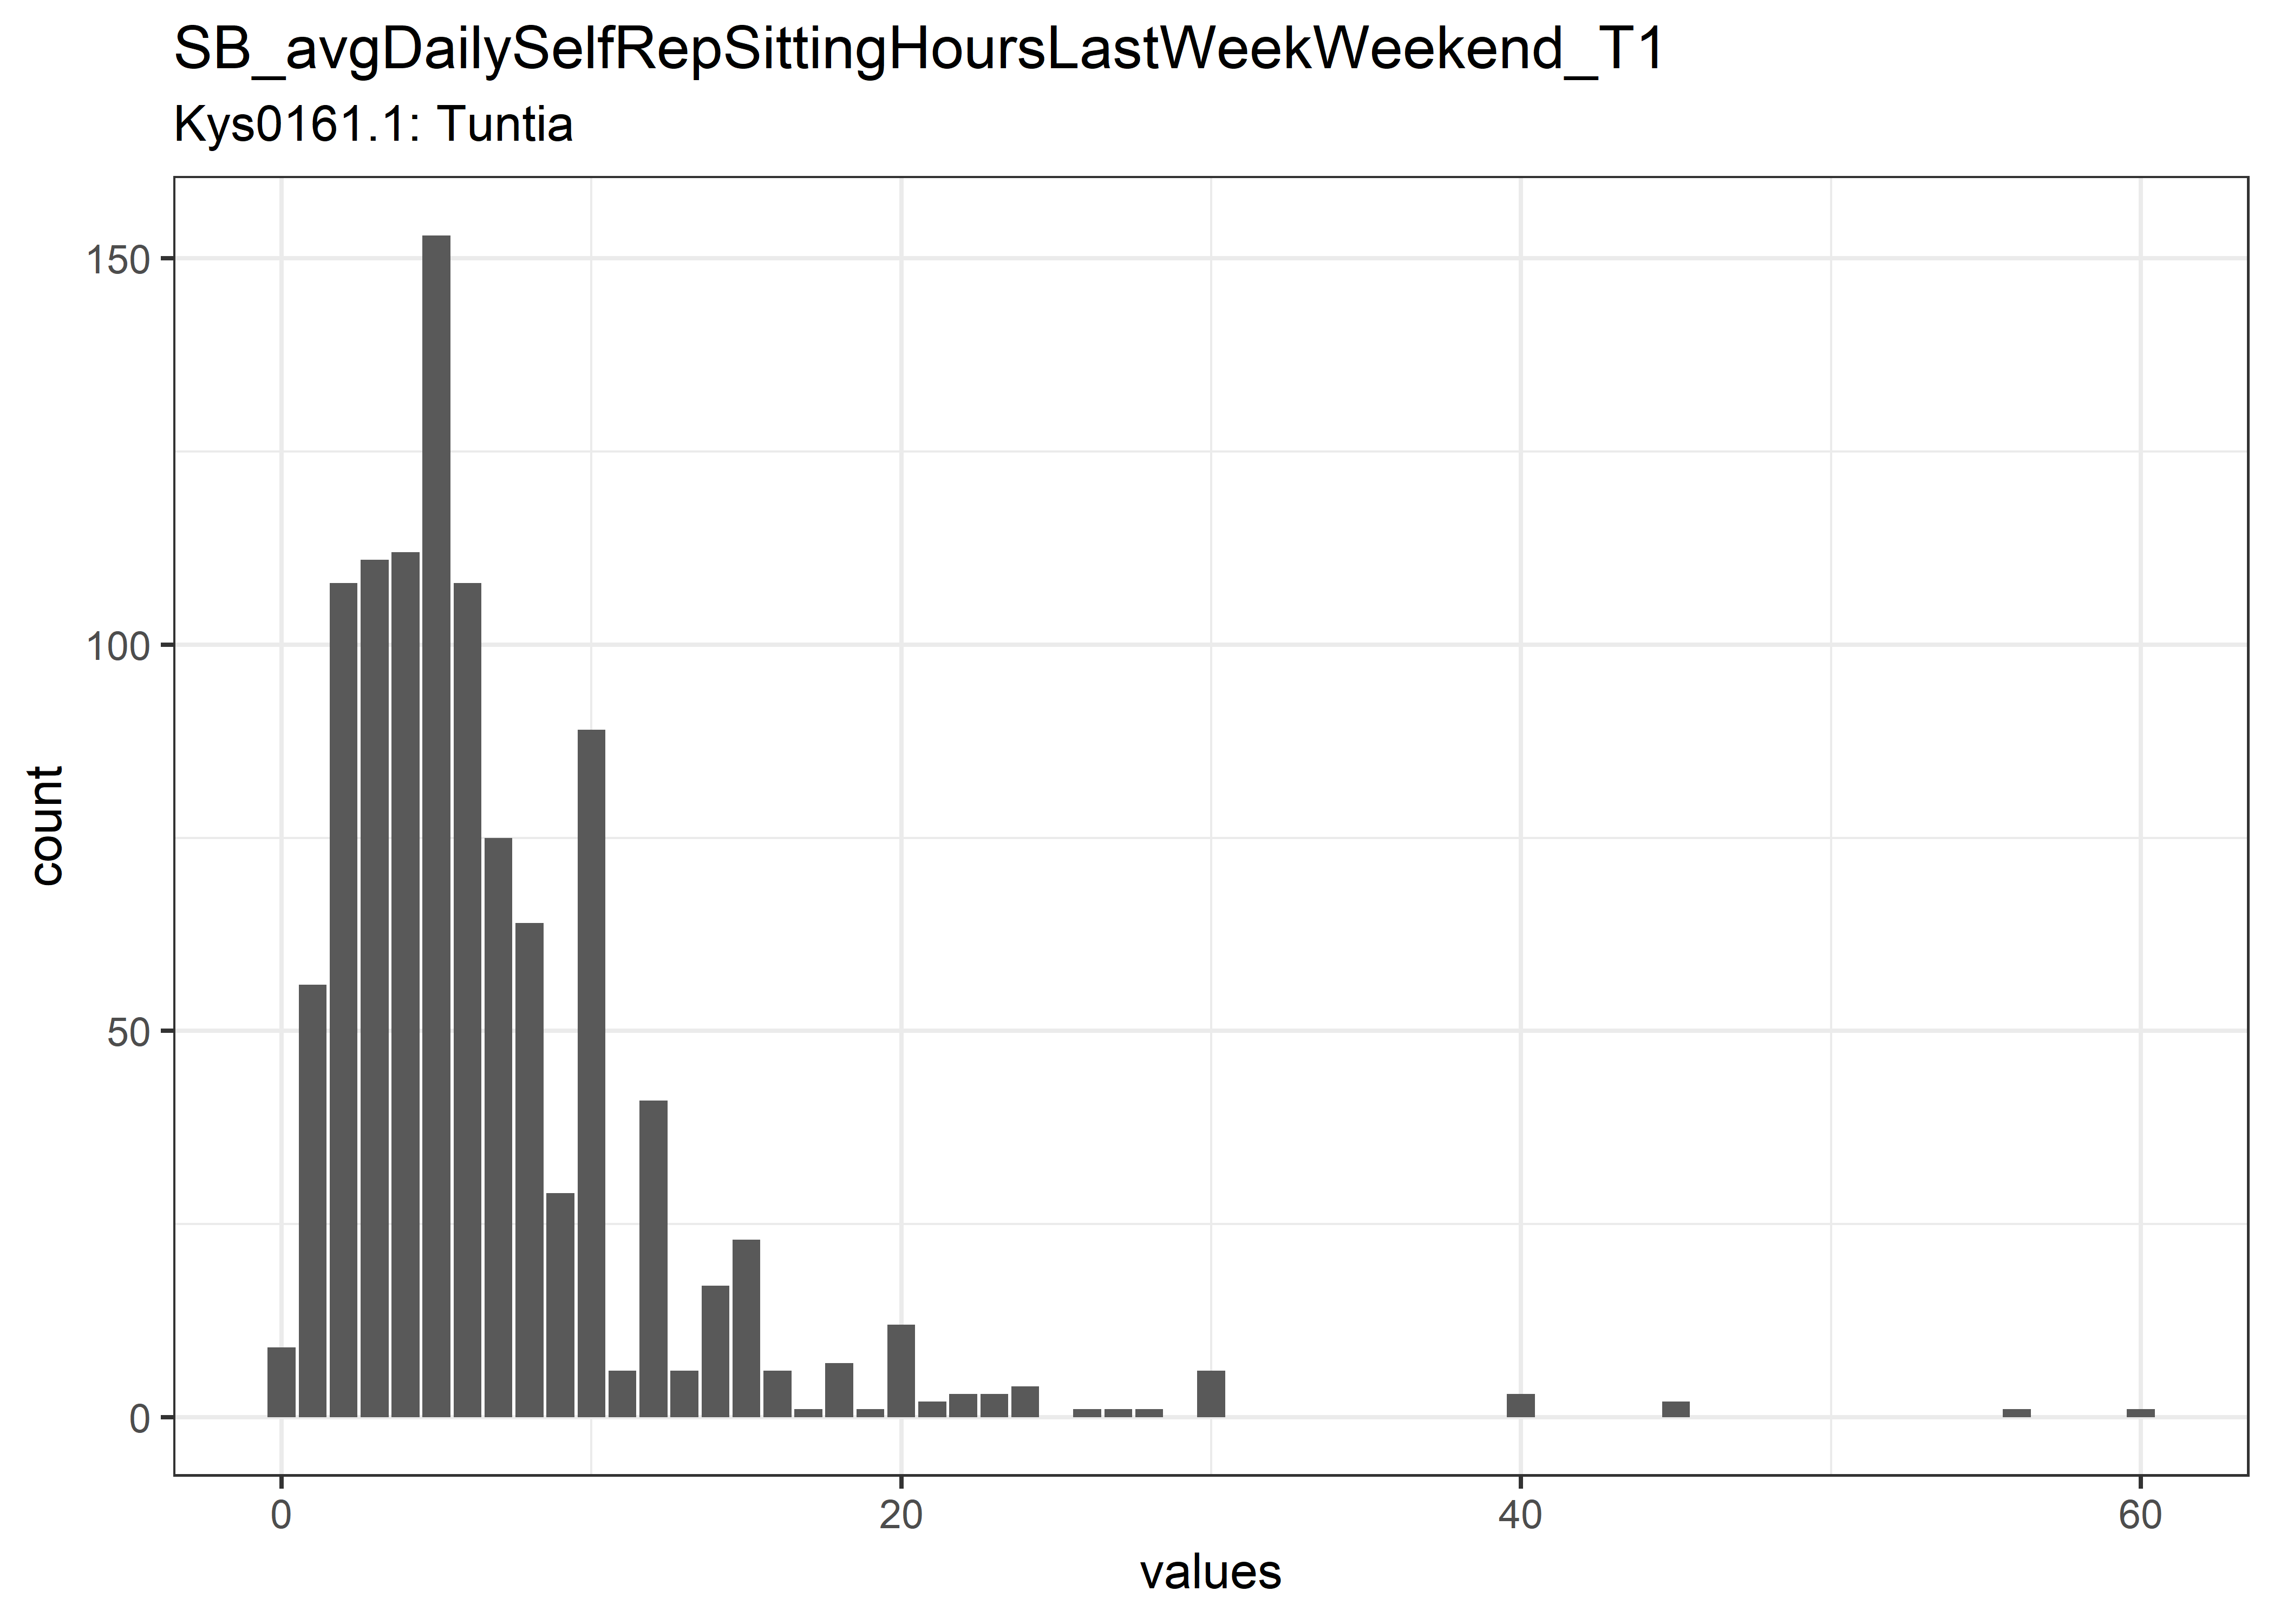 SB_avgDailySelfRepSittingHoursLastWeekWeekend_T1
Kys0161.1: Tuntia
150
100
50
0
count
0 20 40 60
values